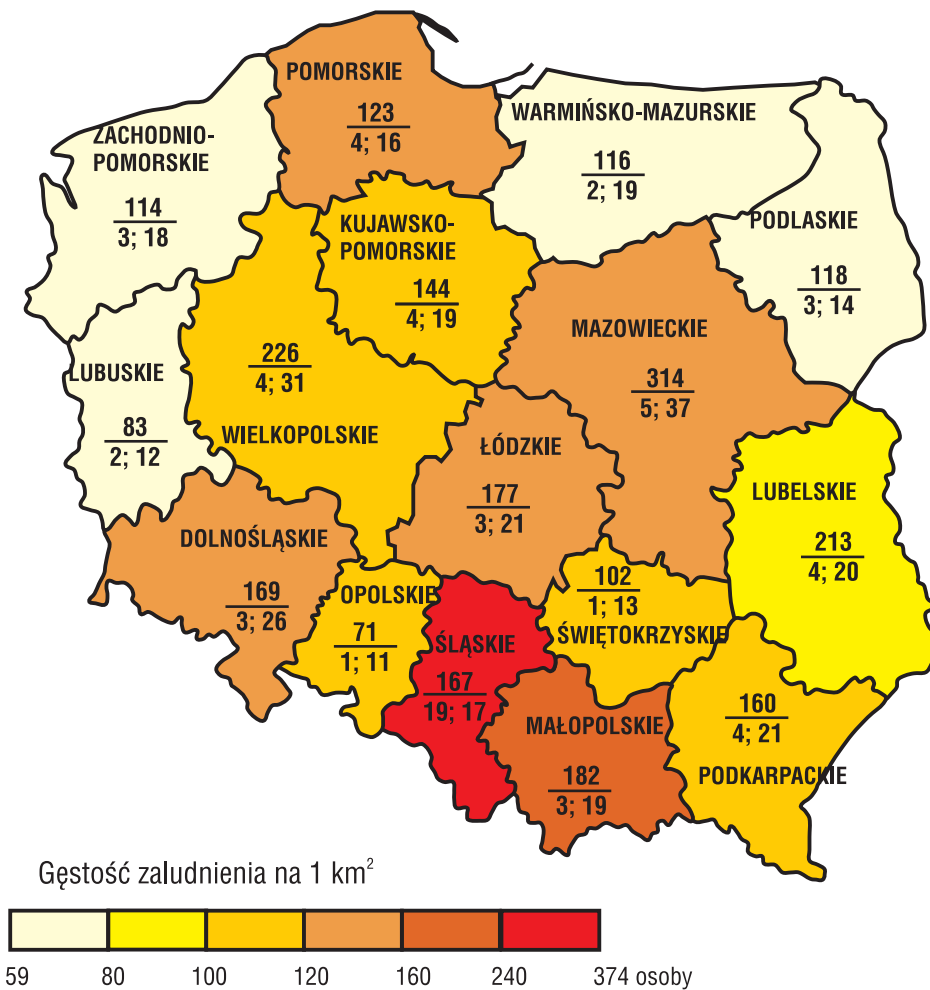 POMORSKIE
123
4; 16
ZACHODNIO-
POMORSKIE
114
3; 18
WARMIŃSKO-MAZURSKIE
116
2; 19
PODLASKIE
118
3; 14
KUJAWSKO-
POMORSKIE
144
4; 19
MAZOWIECKIE
314
5; 37
LUBUSKIE
83
2; 12
226
4; 31
WIELKOPOLSKIE
ŁÓDZKIE
177
3; 21
LUBELSKIE
213
4; 20
DOLNOŚLĄSKIE
169
3; 26
OPOLSKIE
71
1; 11
ŚLĄSKIE
167
19; 17
102
1; 13
ŚWIĘTOKRZYSKIE
MAŁOPOLSKIE
182
3; 19
160
4; 21
PODKARPACKIE
Gęstość zaludnienia na 1 km²
59 80 100 120 160 240 374 osoby